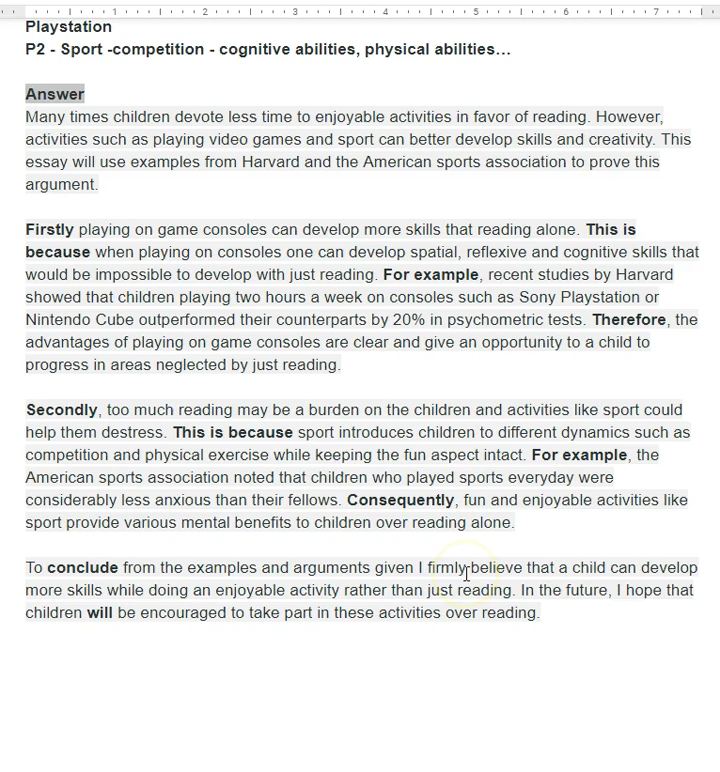 1 2 3 4 5 6 7
Playstation
P2 - Sport -competition - cognitive abilities, physical abilities…
Answer
Many times children devote less time to enjoyable activities in favor of reading. However,
activities such as playing video games and sport can better develop skills and creativity. This
essay will use examples from Harvard and the American sports association to prove this
argument.
Firstly playing on game consoles can develop more skills that reading alone. This is
because when playing on consoles one can develop spatial, reflexive and cognitive skills that
would be impossible to develop with just reading. For example, recent studies by Harvard
showed that children playing two hours a week on consoles such as Sony Playstation or
Nintendo Cube outperformed their counterparts by 20% in psychometric tests. Therefore, the
advantages of playing on game consoles are clear and give an opportunity to a child to
progress in areas neglected by just reading.
Secondly, too much reading may be a burden on the children and activities like sport could
help them destress. This is because sport introduces children to different dynamics such as
competition and physical exercise while keeping the fun aspect intact. For example, the
American sports association noted that children who played sports everyday were
considerably less anxious than their fellows. Consequently, fun and enjoyable activities like
sport provide various mental benefits to children over reading alone.
To conclude from the examples and arguments given I firmly believe that a child can develop
more skills while doing an enjoyable activity rather than just reading. In the future, I hope that
children will be encouraged to take part in these activities over reading.